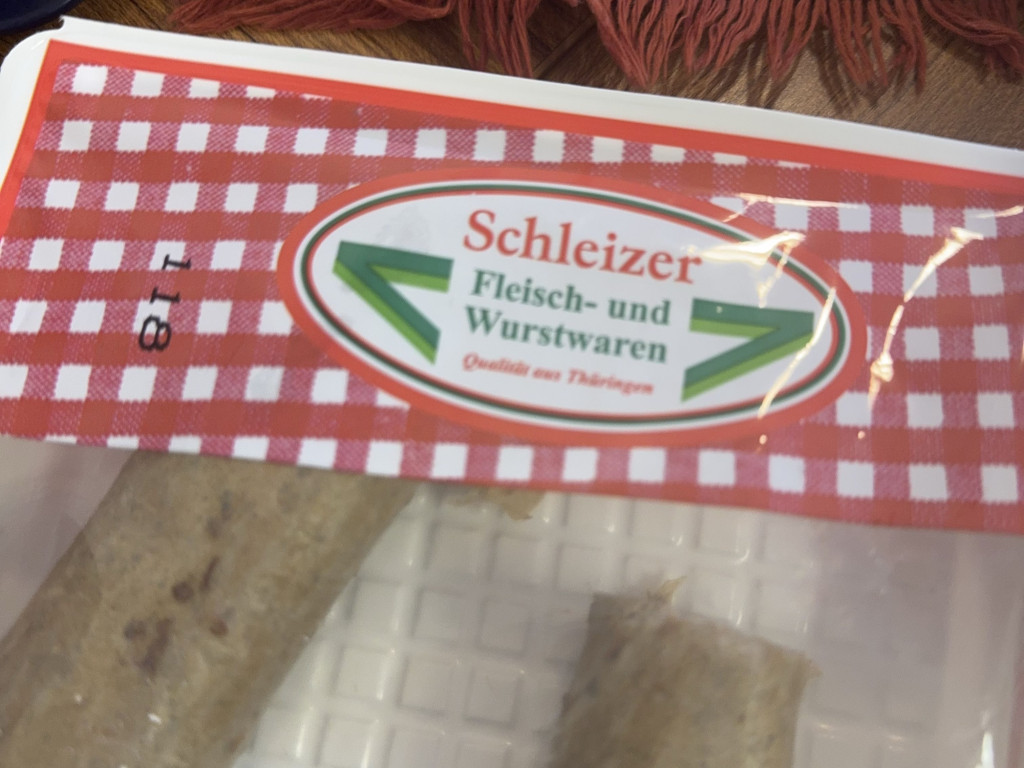 Schleizer
Fleisch- und
Wurstwaren
Qualität aus Thüringen
118